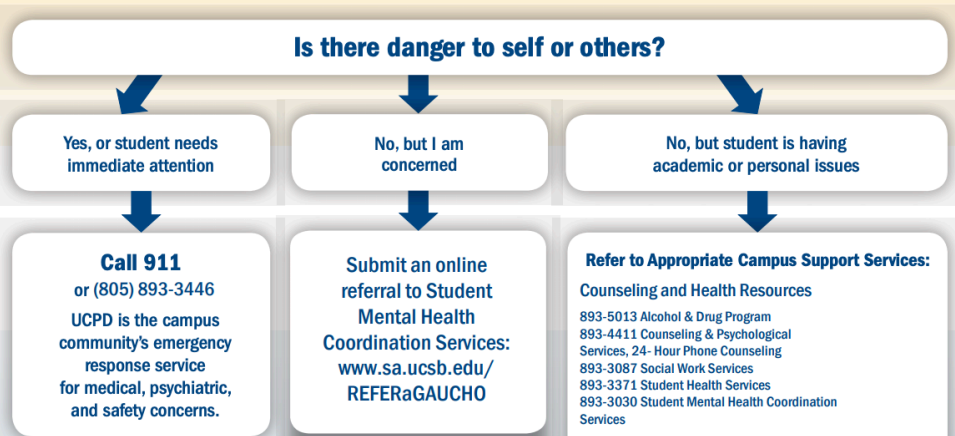 Is there danger to self or others?
Yes, or student needs
immediate attention
No, but I am
concerned
No, but student is having
academic or personal issues
Call 911
or (805) 893-3446
UCPD is the campus
community's emergency
response service
for medical, psychiatric,
and safety concerns.
Submit an online
referral to Student
Mental Health
Coordination Services:
www.sa.ucsb.edu/
REFERaGAUCHO
Refer to Appropriate Campus Support Services:
Counseling and Health Resources
893-5013 Alcohol & Drug Program
893-4411 Counseling & Psychological
Services, 24- Hour Phone Counseling
893-3087 Social Work Services
893-3371 Student Health Services
893-3030 Student Mental Health Coordination
Services